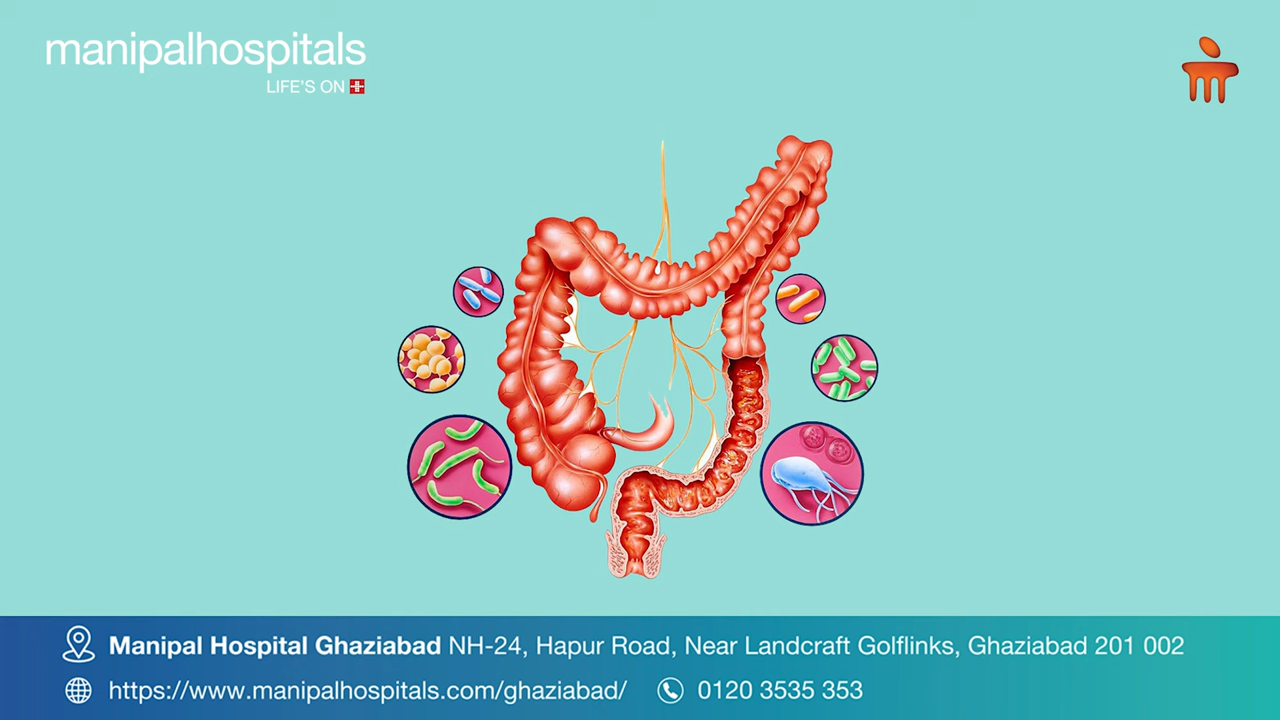 manipalhospitals
LIFE'S ON
Manipal Hospital Ghaziabad NH-24, Hapur Road, Near Landcraft Golflinks, Ghaziabad 201 002
https://www.manipalhospitals.com/ghaziabad/ 0120 3535 353